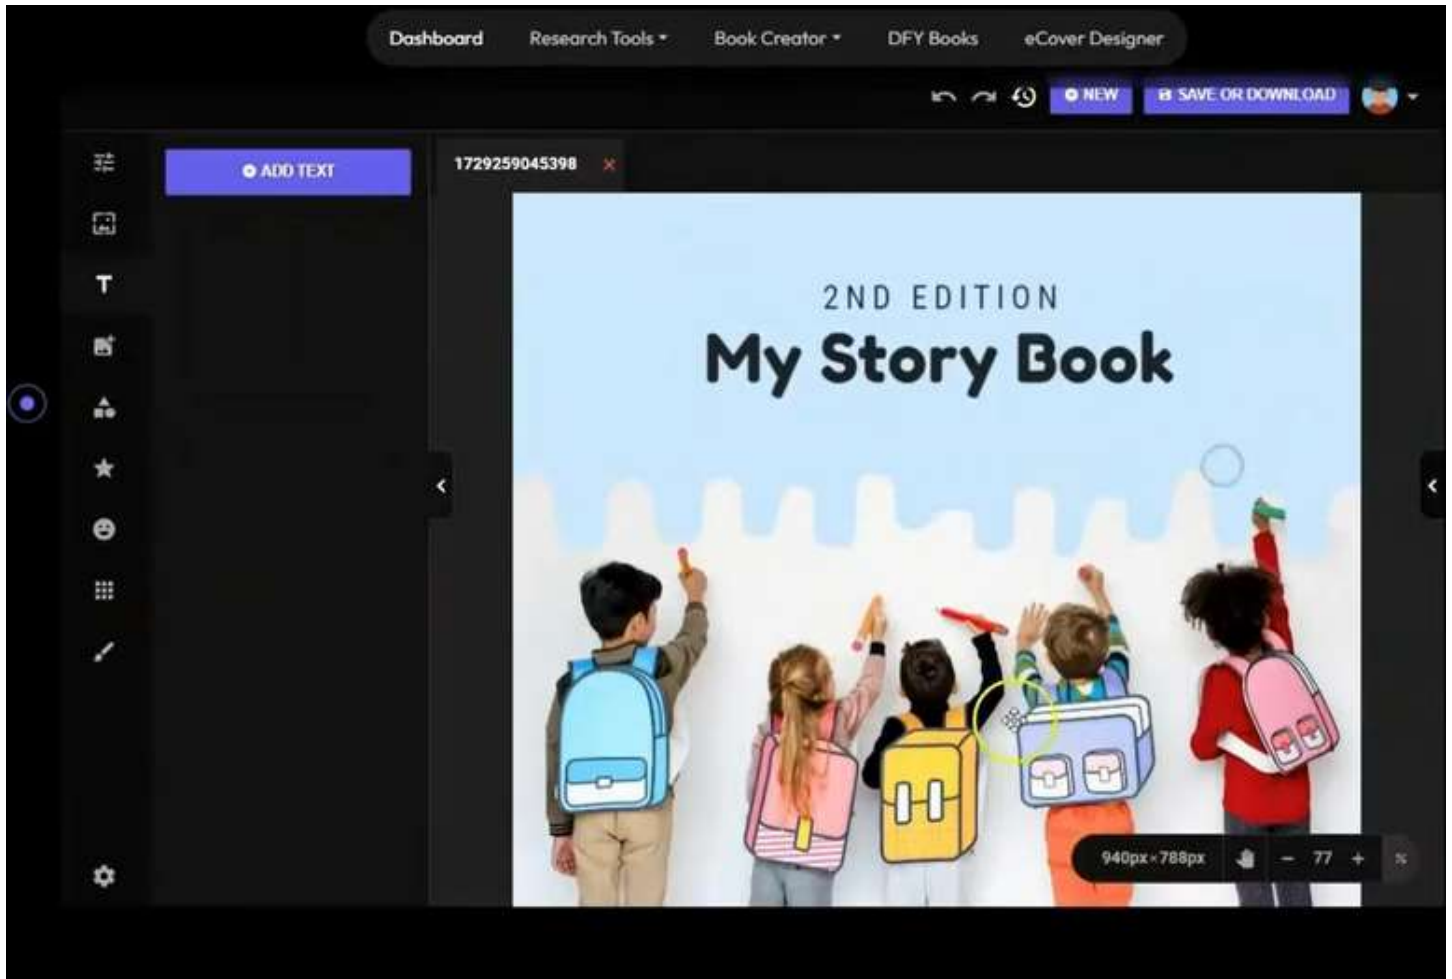 Dashboard Research Tools Book Creator DFY Books eCover Designer
NEW SAVE OR DOWNLOAD
ADD TEXT
1729259045398
2ND EDITION
My Story Book
940px×788px 77 %